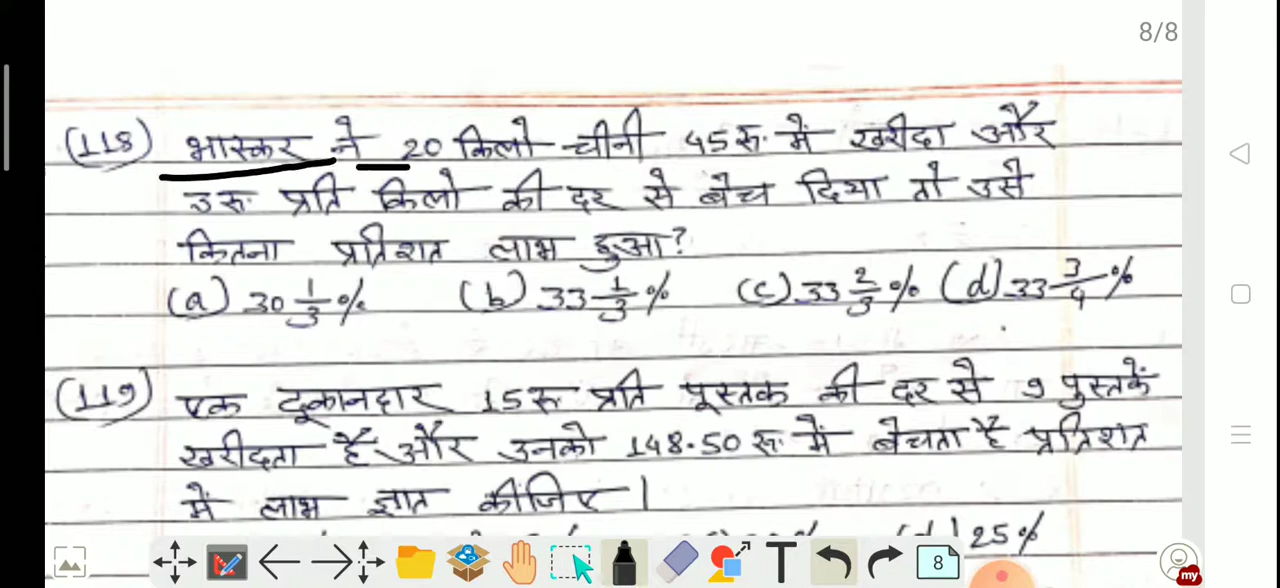 8/8
(118) भास्कर ने 20 किलो चीनी 45 रू. में खरीदा और
3 रू. प्रति किलो की दर से बेच दिया तो उसे
कितना प्रतिशत लाभ हुआ?
(a) 30 1/3 % (b) 33 1/3 % (c) 33 2/3 % (d) 33 3/4 %
(119) एक दूकानदार 15 रू प्रति पूस्तक की दर से 9 पुस्तकें
खरीदता है और उनको 148.50 रू. में बेचता है प्रतिशत
में लाभ ज्ञात कीजिए।
(d) 25%
T
8
my